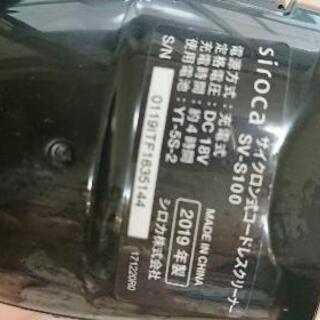 siroca
サイクロン式コードレスクリーナー
SV-S100
電源方式：充電式
定格電圧：DC 18V
充電時間：約4時間
使用電池：YT-5S-2
S/N
0119ITF1635144
MADE IN CHINA
2019年製
シロカ株式会社
171220R0